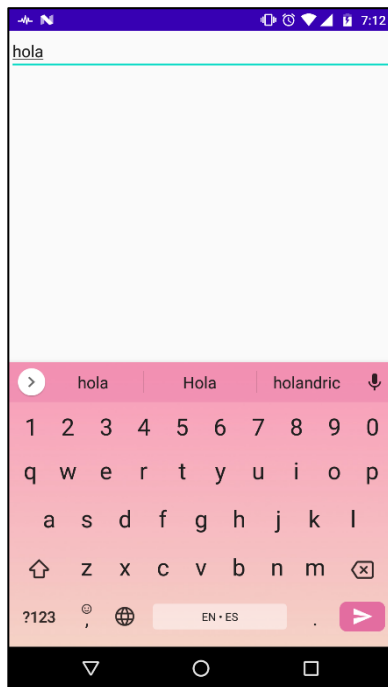 7:12
hola
hola Hola holandric
1 2 3 4 5 6 7 8 9 0
q w e r t y u i o p
a s d f g h j k l
z x c v b n m
?123 , EN • ES .